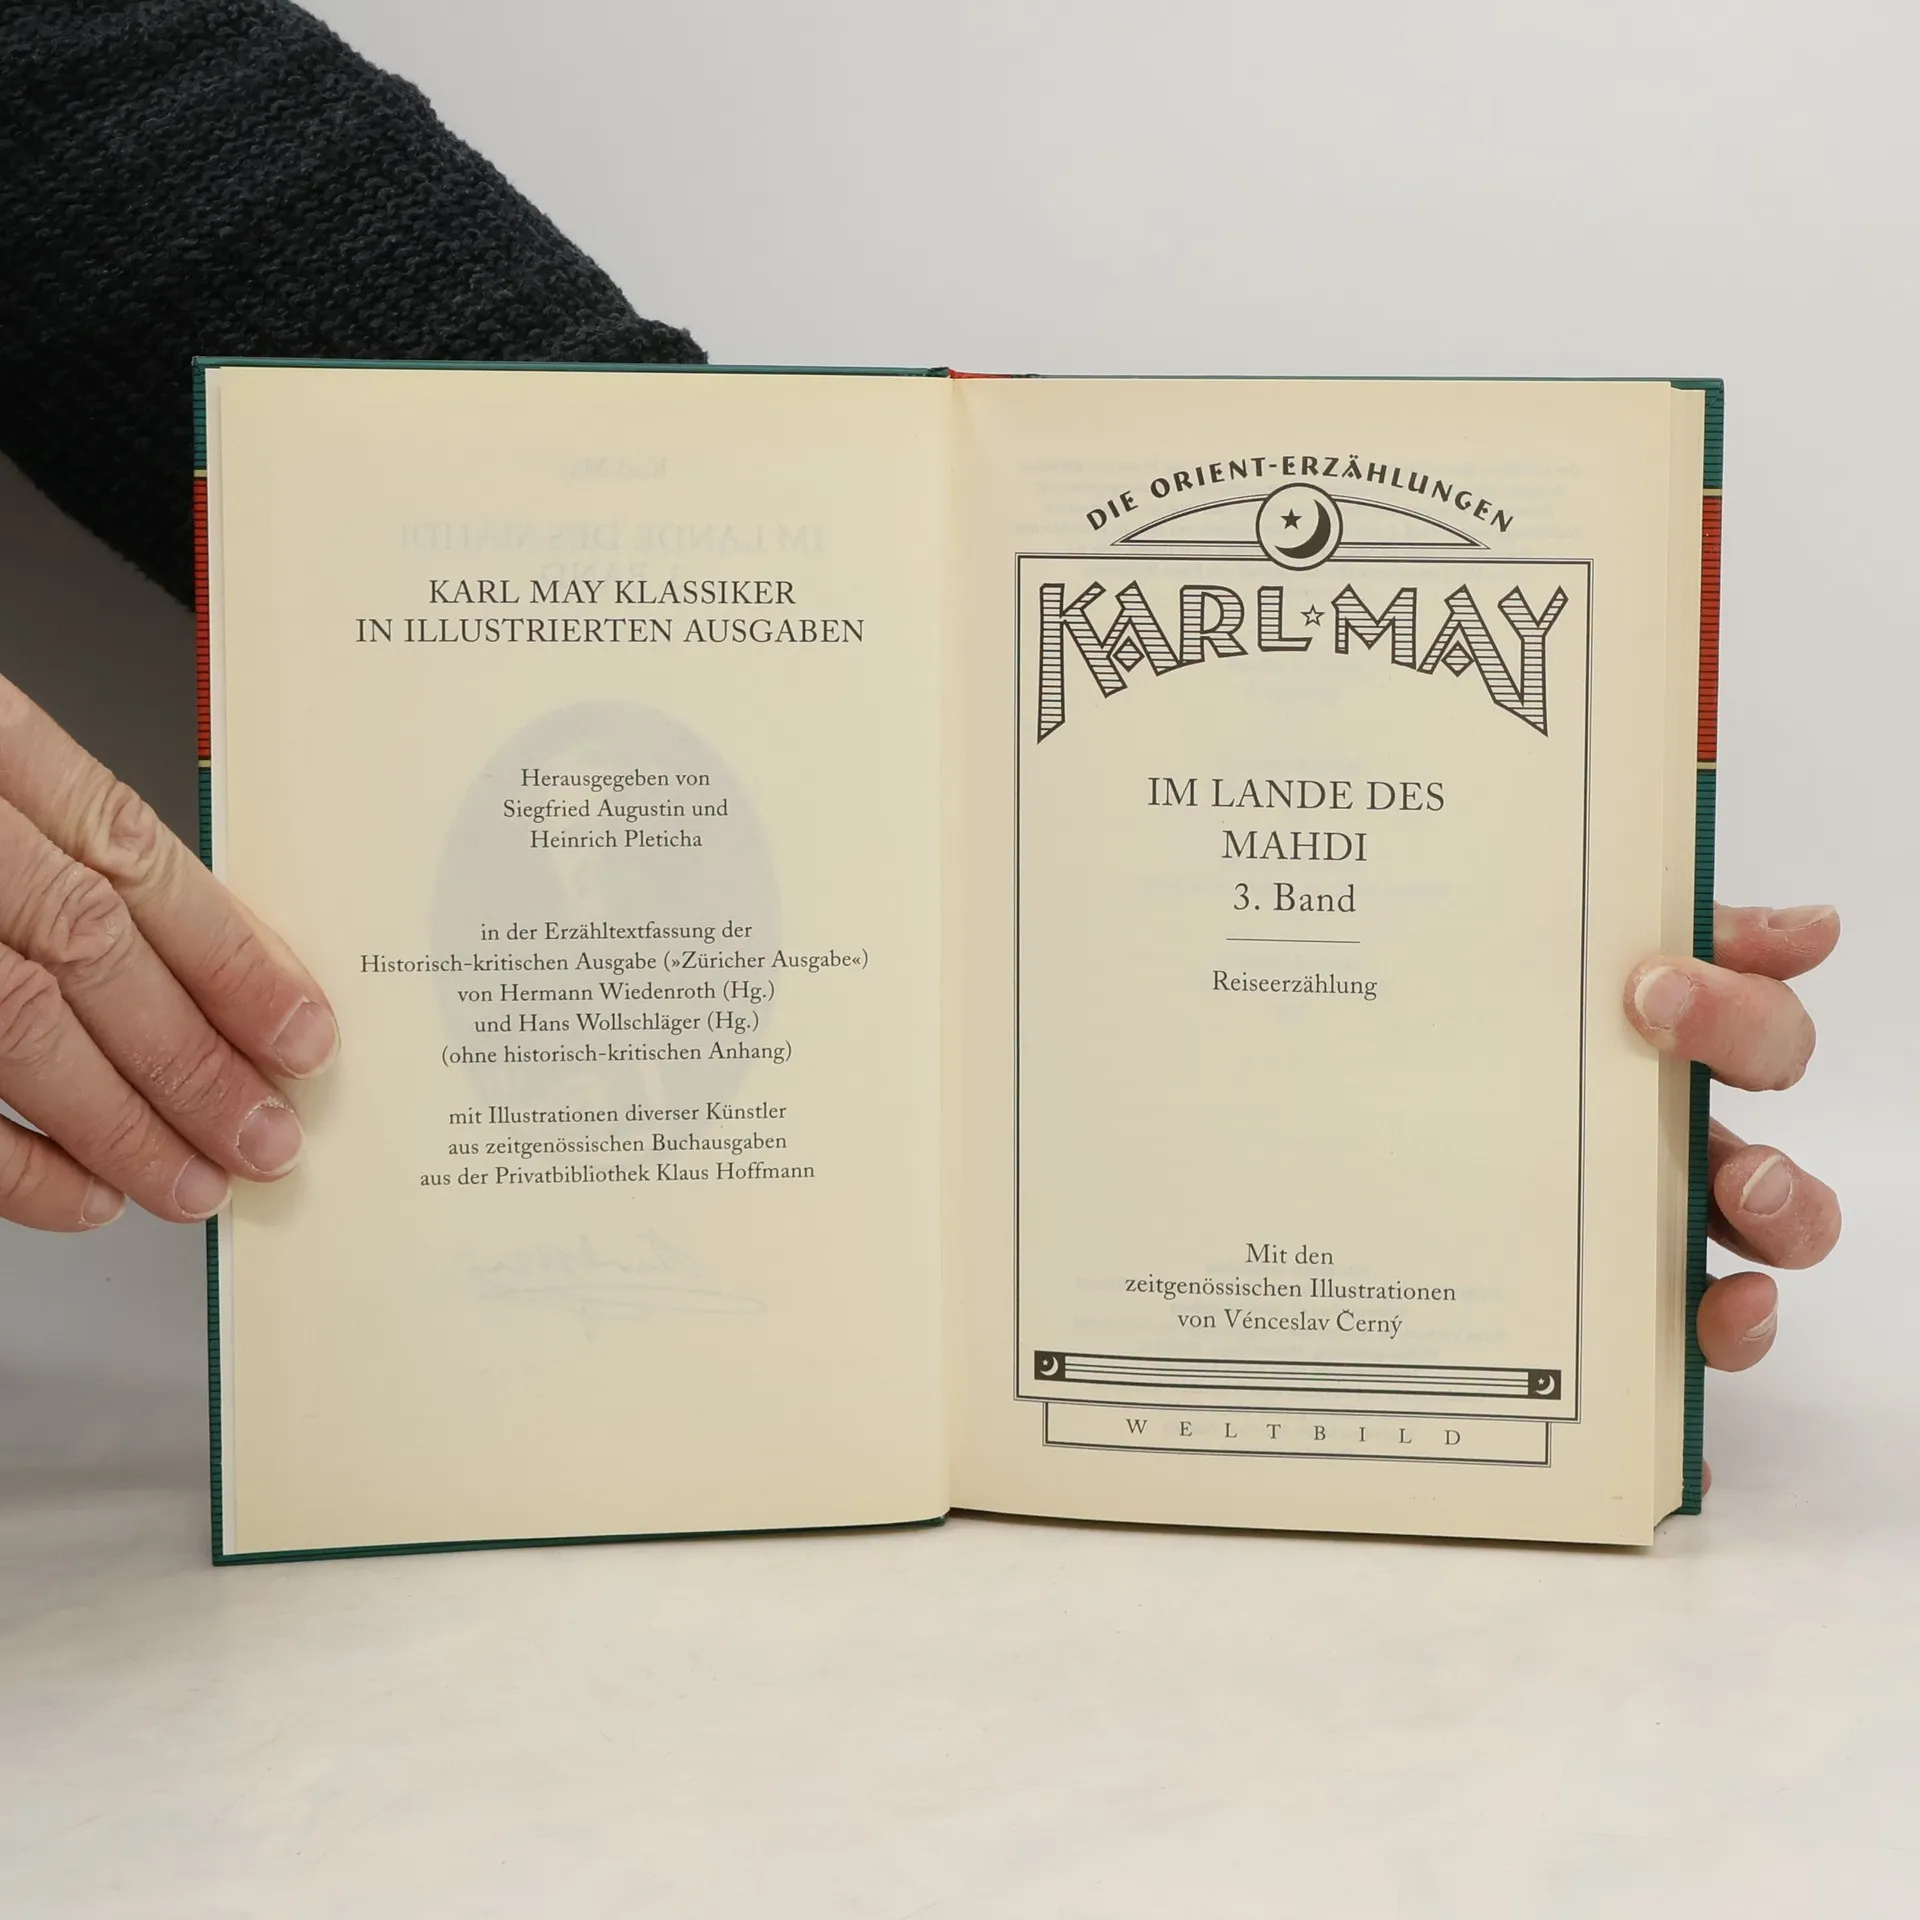 KARL MAY KLASSIKER
IN ILLUSTRIERTEN AUSGABEN
Herausgegeben von
Siegfried Augustin und
Heinrich Pleticha
in der Erzähltextfassung der
Historisch-kritischen Ausgabe (»Züricher Ausgabe«)
von Hermann Wiedenroth (Hg.)
und Hans Wollschläger (Hg.)
(ohne historisch-kritischen Anhang)
mit Illustrationen diverser Künstler
aus zeitgenössischen Buchausgaben
aus der Privatbibliothek Klaus Hoffmann
DIE ORIENT-ERZÄHLUNGEN
KARL MAY
IM LANDE DES
MAHDI
3. Band
Reiseerzählung
Mit den
zeitgenössischen Illustrationen
von Vénceslav Černý
WELTBILD